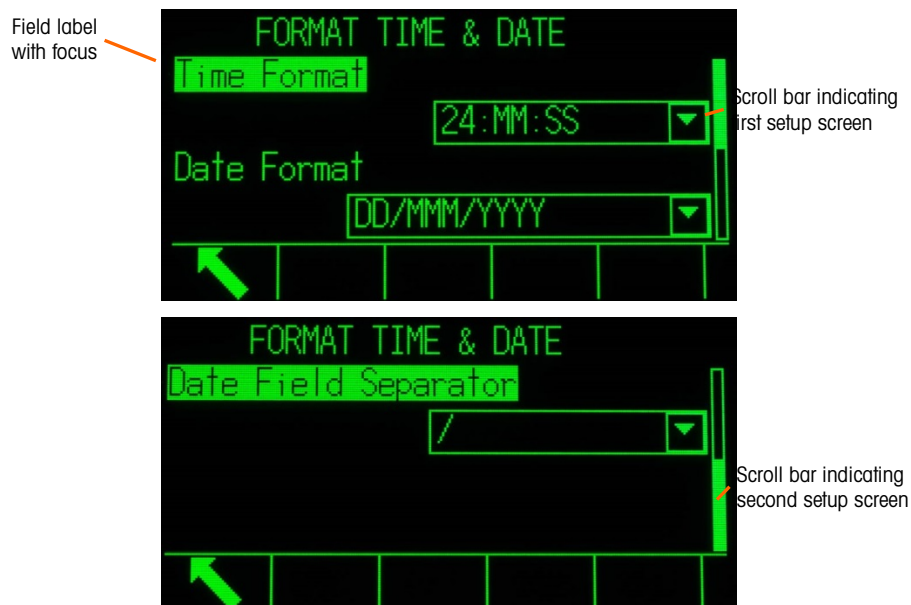 Field label
with focus
FORMAT TIME & DATE
Time Format
24:MM:SS
Scroll bar indicating
first setup screen
Date Format
DD/MMM/YYYY
FORMAT TIME & DATE
Date Field Separator
/
Scroll bar indicating
second setup screen